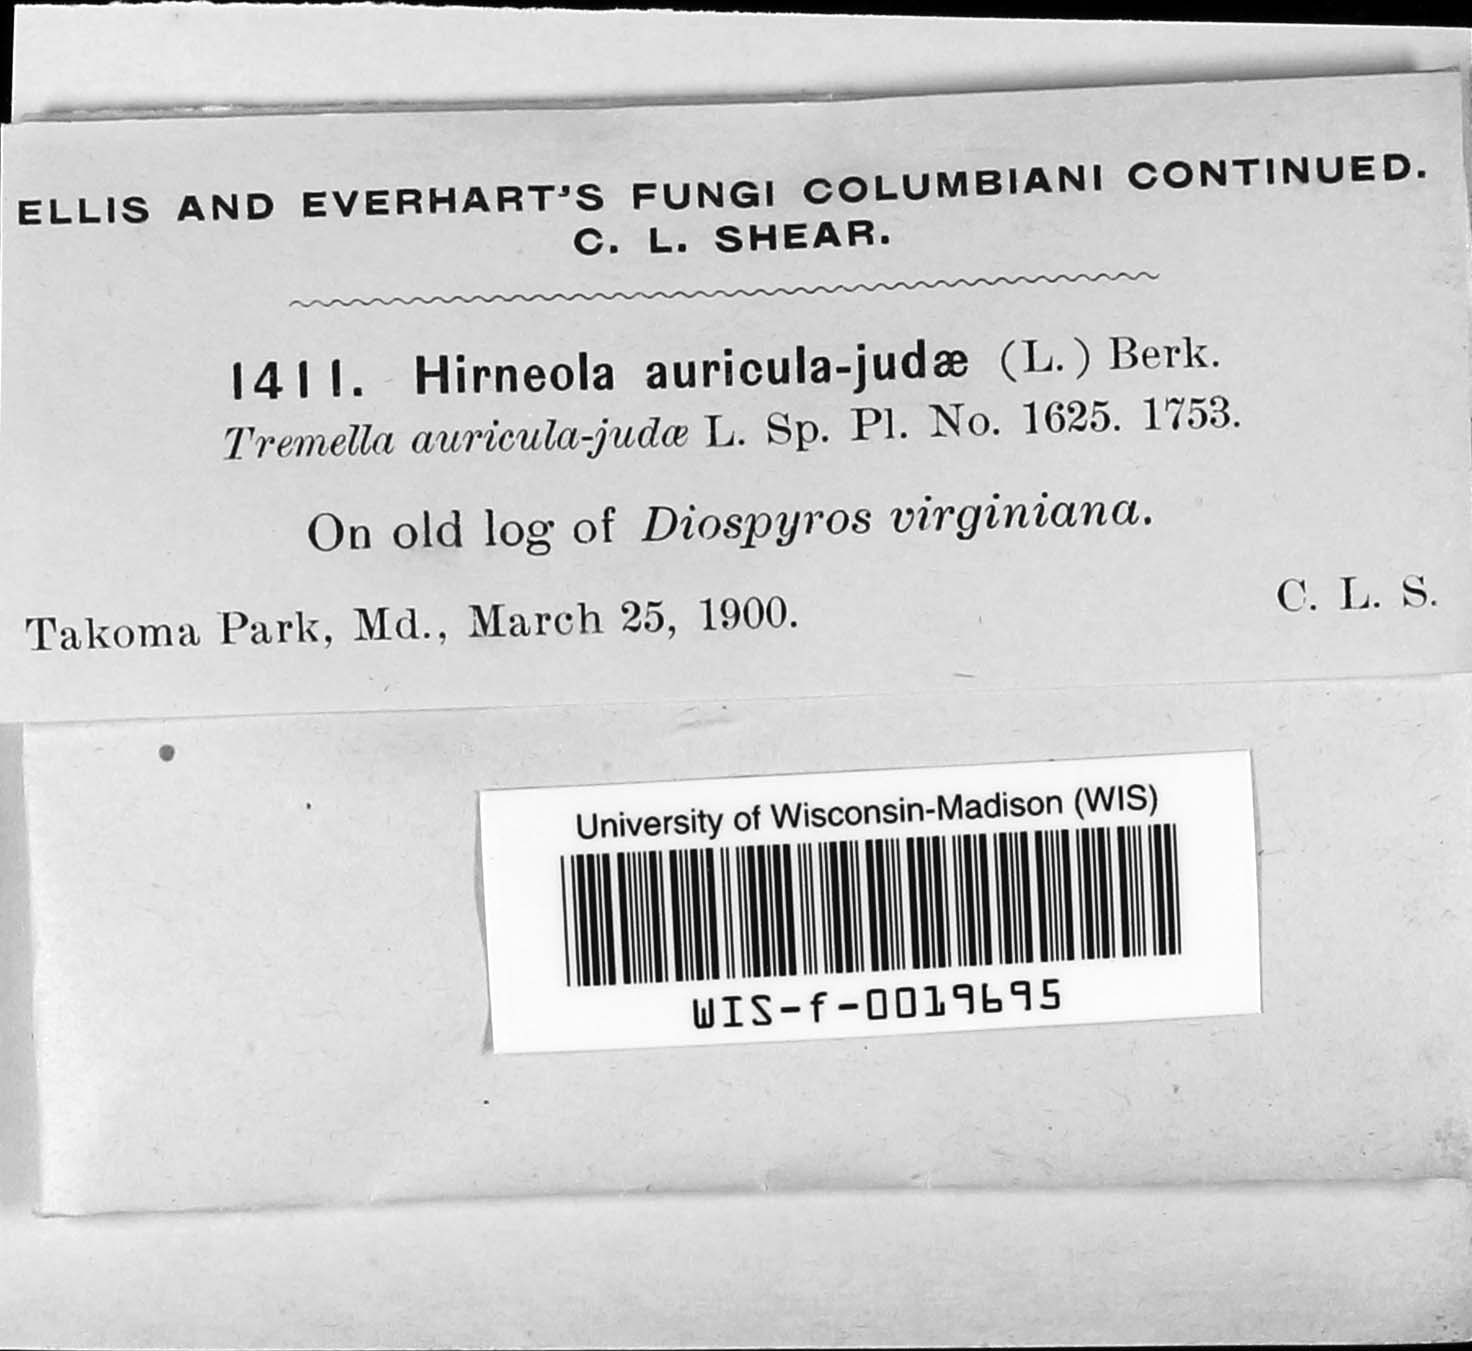 ELLIS AND EVERHART'S FUNGI COLUMBIANI CONTINUED.
C. L. SHEAR.
1411. Hirneola auricula-judæ (L.) Berk.
Tremella auricula-judæ L. Sp. Pl. No. 1625. 1753.
On old log of Diospyros virginiana.
Takoma Park, Md., March 25, 1900. C. L. S.
University of Wisconsin-Madison (WIS)
WIS-f-0019695